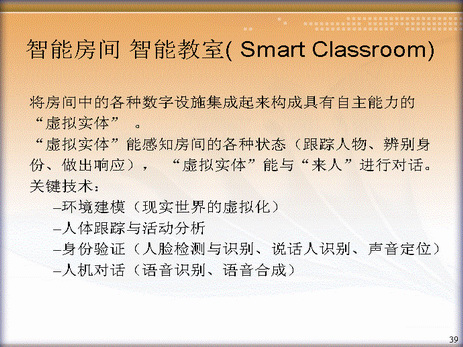 智能房间 智能教室( Smart Classroom)
将房间中的各种数字设施集成起来构成具有自主能力的
“虚拟实体” 。
“虚拟实体”能感知房间的各种状态（跟踪人物、辨别身
份、做出响应）， “虚拟实体”能与“来人”进行对话。
关键技术：
–环境建模（现实世界的虚拟化）
–人体跟踪与活动分析
–身份验证（人脸检测与识别、说话人识别、声音定位）
–人机对话（语音识别、语音合成）
39